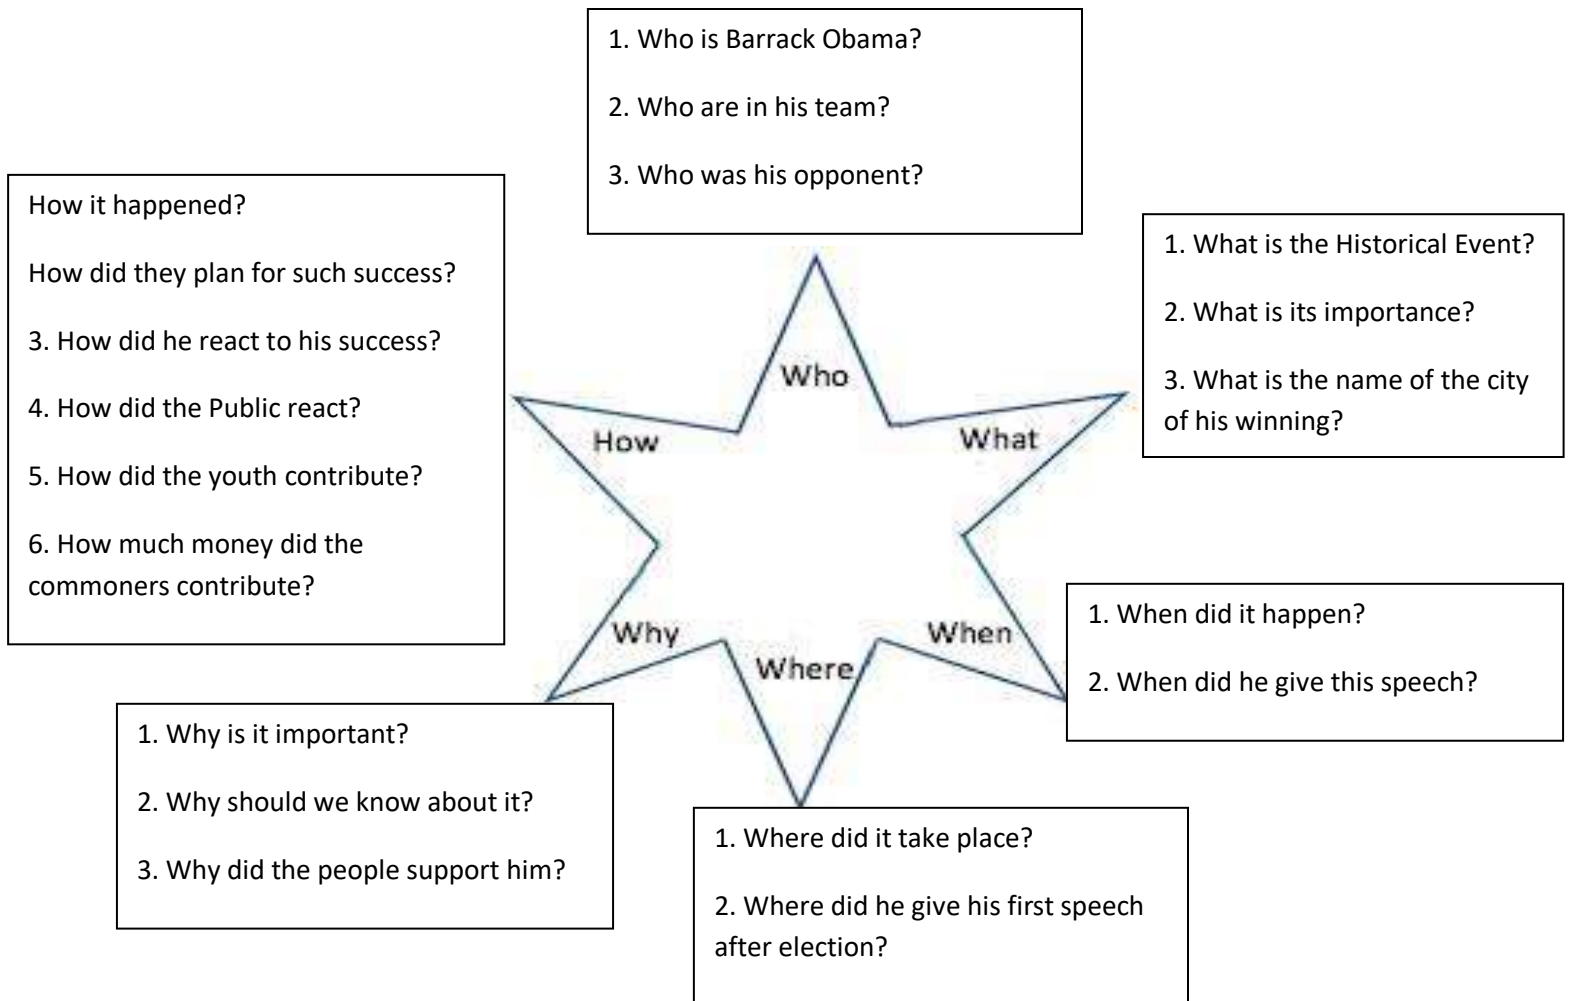 1. Who is Barrack Obama?
2. Who are in his team?
3. Who was his opponent?
How it happened?
How did they plan for such success?
3. How did he react to his success?
4. How did the Public react?
5. How did the youth contribute?
6. How much money did the
commoners contribute?
1. What is the Historical Event?
2. What is its importance?
3. What is the name of the city
of his winning?
Who
How
What
Why
When
Where
1. When did it happen?
2. When did he give this speech?
1. Why is it important?
2. Why should we know about it?
3. Why did the people support him?
1. Where did it take place?
2. Where did he give his first speech
after election?